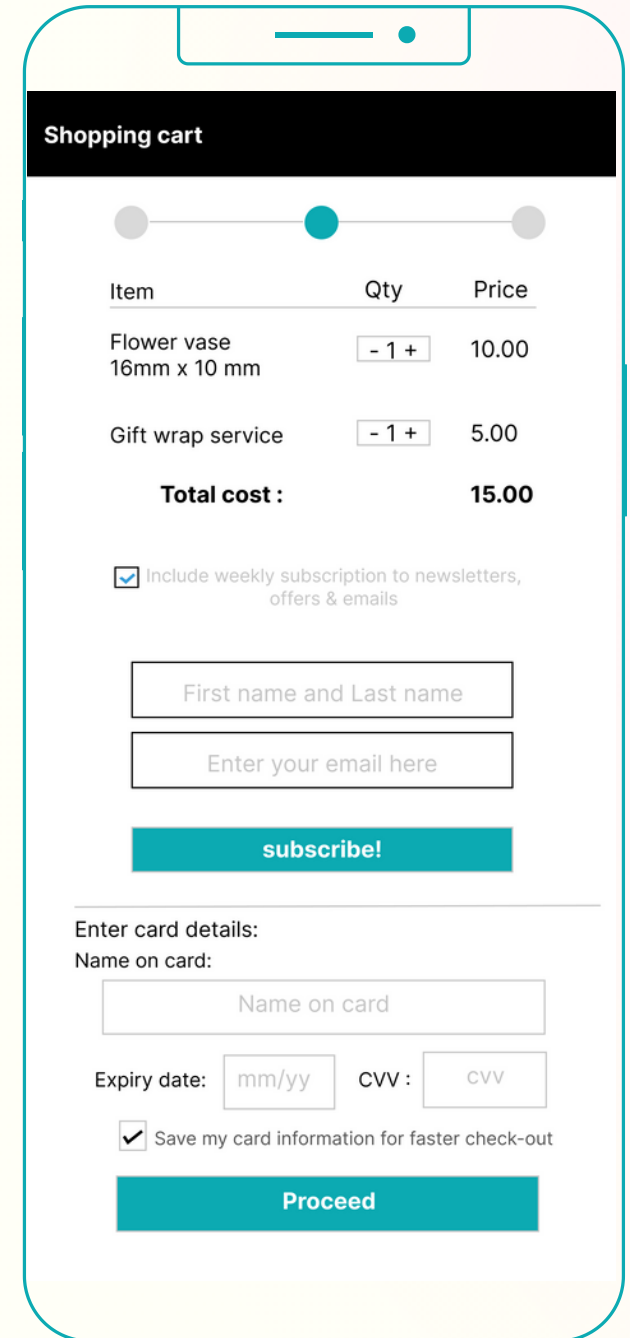 Shopping cart
Item Qty Price
Flower vase
16mm x 10 mm
- 1 + 10.00
Gift wrap service - 1 + 5.00
Total cost : 15.00
Include weekly subscription to newsletters,
offers & emails
First name and Last name
Enter your email here
subscribe!
Enter card details:
Name on card:
Name on card
Expiry date: mm/yy CVV : CVV
Save my card information for faster check-out
Proceed